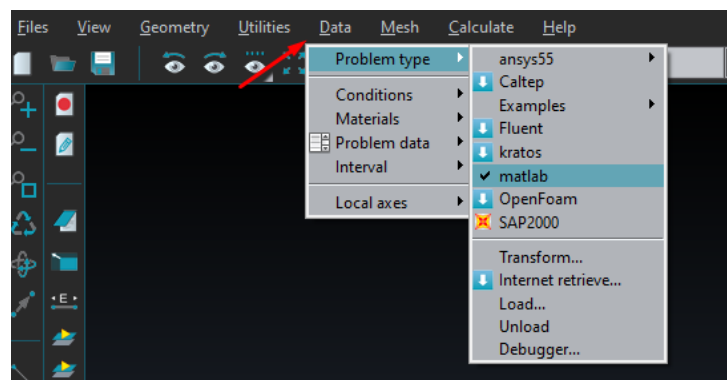 Files View Geometry Utilities Data Mesh Calculate Help
Problem type
Conditions
Materials
Problem data
Interval
Local axes
ansys55
Caltep
Examples
Fluent
kratos
matlab
OpenFoam
SAP2000
Transform...
Internet retrieve...
Load...
Unload
Debugger...
E